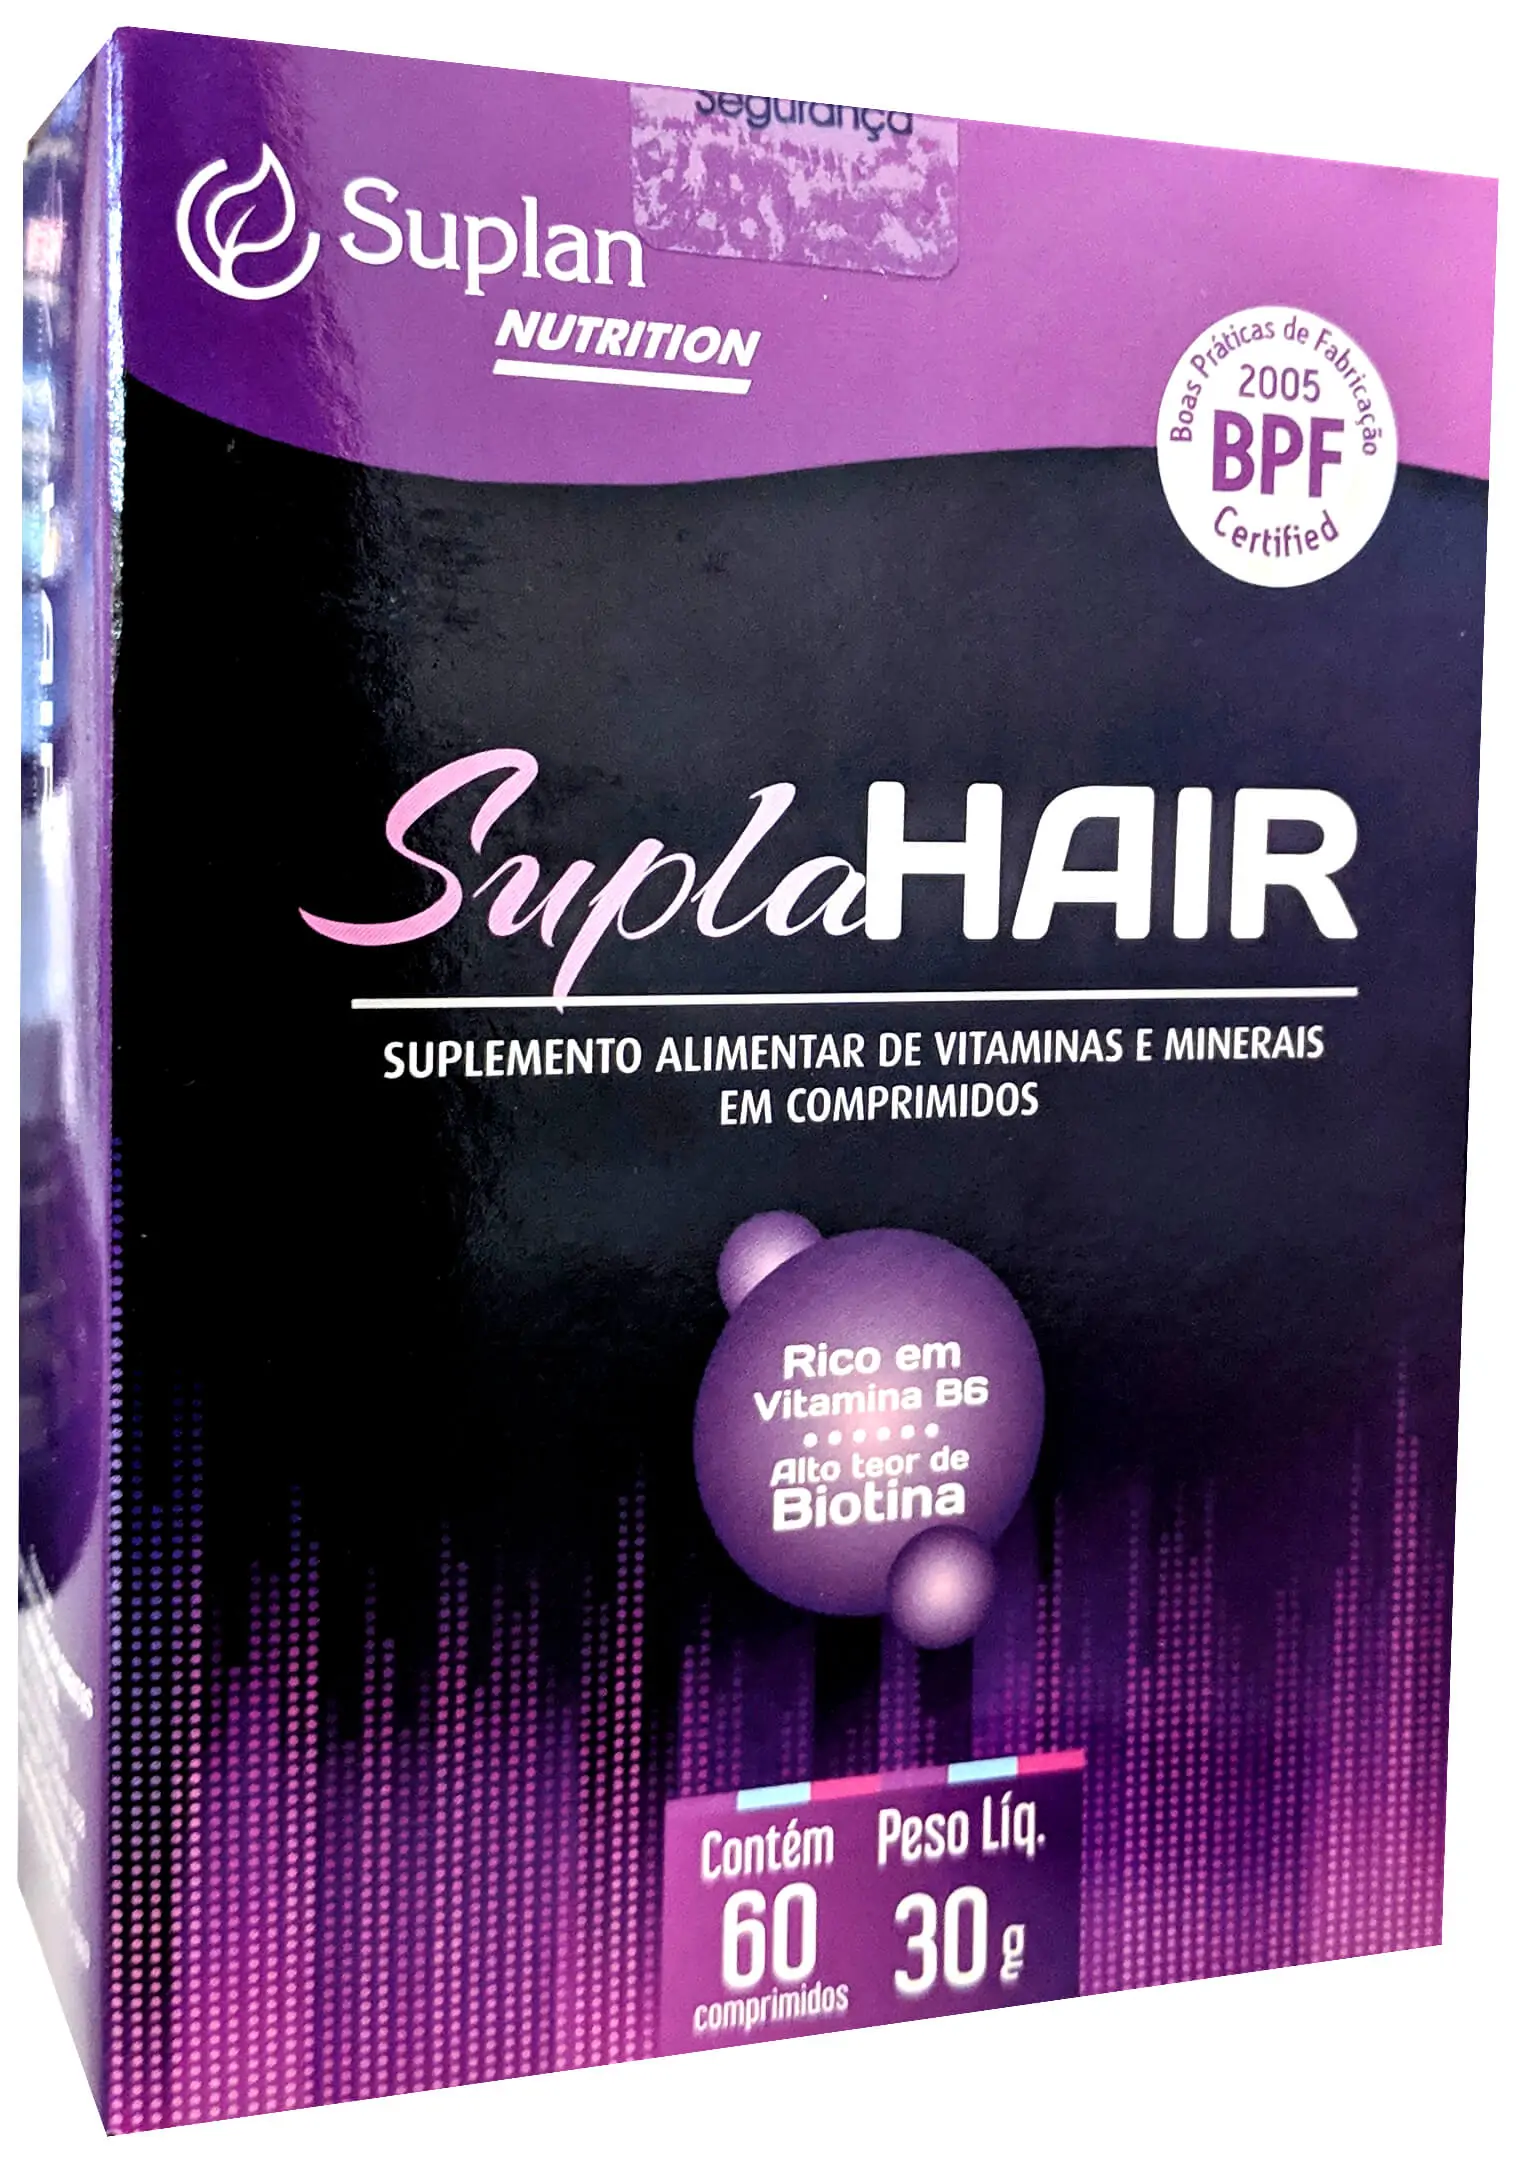 Segurança
Suplan
NUTRITION
Boas Práticas de Fabricação
2005
BPF
Certified
SuplaHAIR
SUPLEMENTO ALIMENTAR DE VITAMINAS E MINERAIS
EM COMPRIMIDOS
Rico em
Vitamina B6
Alto teor de
Biotina
Contém
60
comprimidos
Peso Líq.
30 g